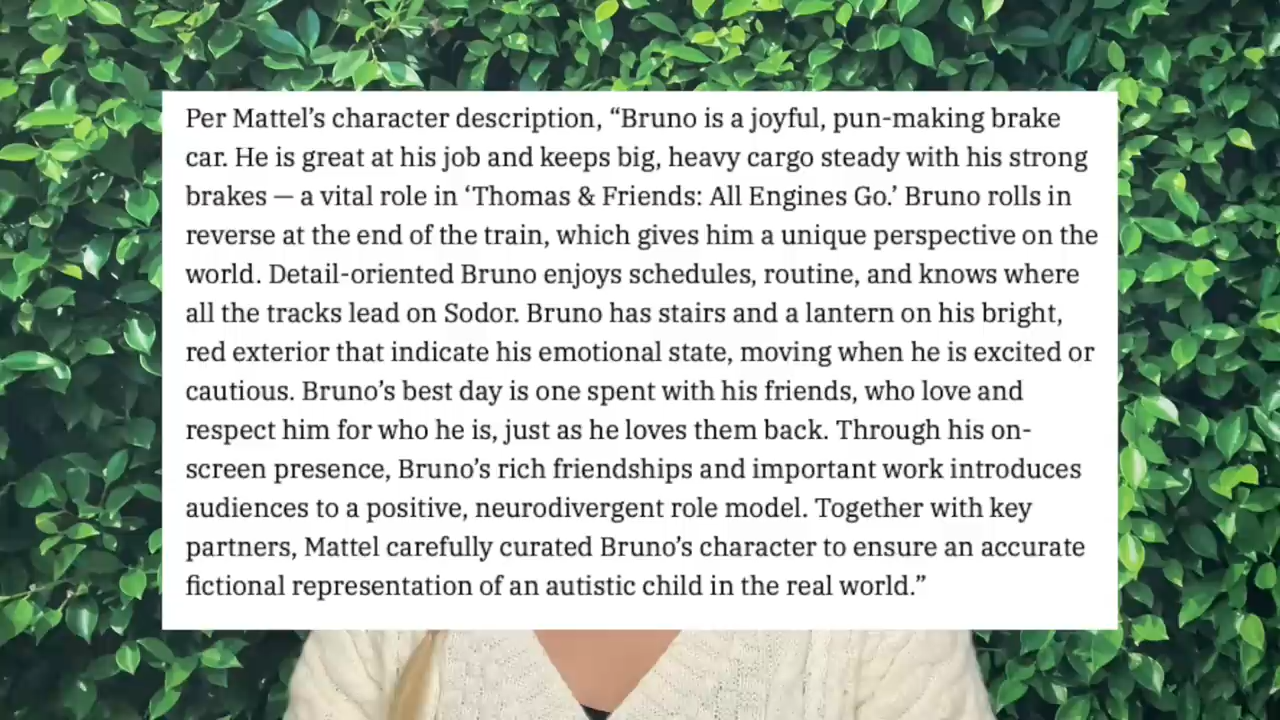 Per Mattel’s character description, “Bruno is a joyful, pun-making brake
car. He is great at his job and keeps big, heavy cargo steady with his strong
brakes — a vital role in ‘Thomas & Friends: All Engines Go.’ Bruno rolls in
reverse at the end of the train, which gives him a unique perspective on the
world. Detail-oriented Bruno enjoys schedules, routine, and knows where
all the tracks lead on Sodor. Bruno has stairs and a lantern on his bright,
red exterior that indicate his emotional state, moving when he is excited or
cautious. Bruno’s best day is one spent with his friends, who love and
respect him for who he is, just as he loves them back. Through his on-
screen presence, Bruno’s rich friendships and important work introduces
audiences to a positive, neurodivergent role model. Together with key
partners, Mattel carefully curated Bruno’s character to ensure an accurate
fictional representation of an autistic child in the real world.”